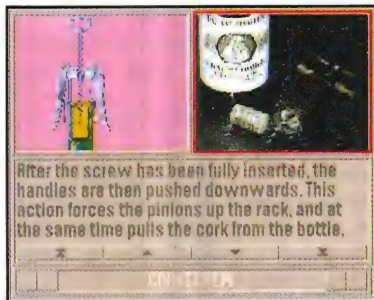 After the screw has been fully inserted, the
handles are then pushed downwards. This
action forces the pinions up the rack, and at
the same time pulls the cork from the bottle.